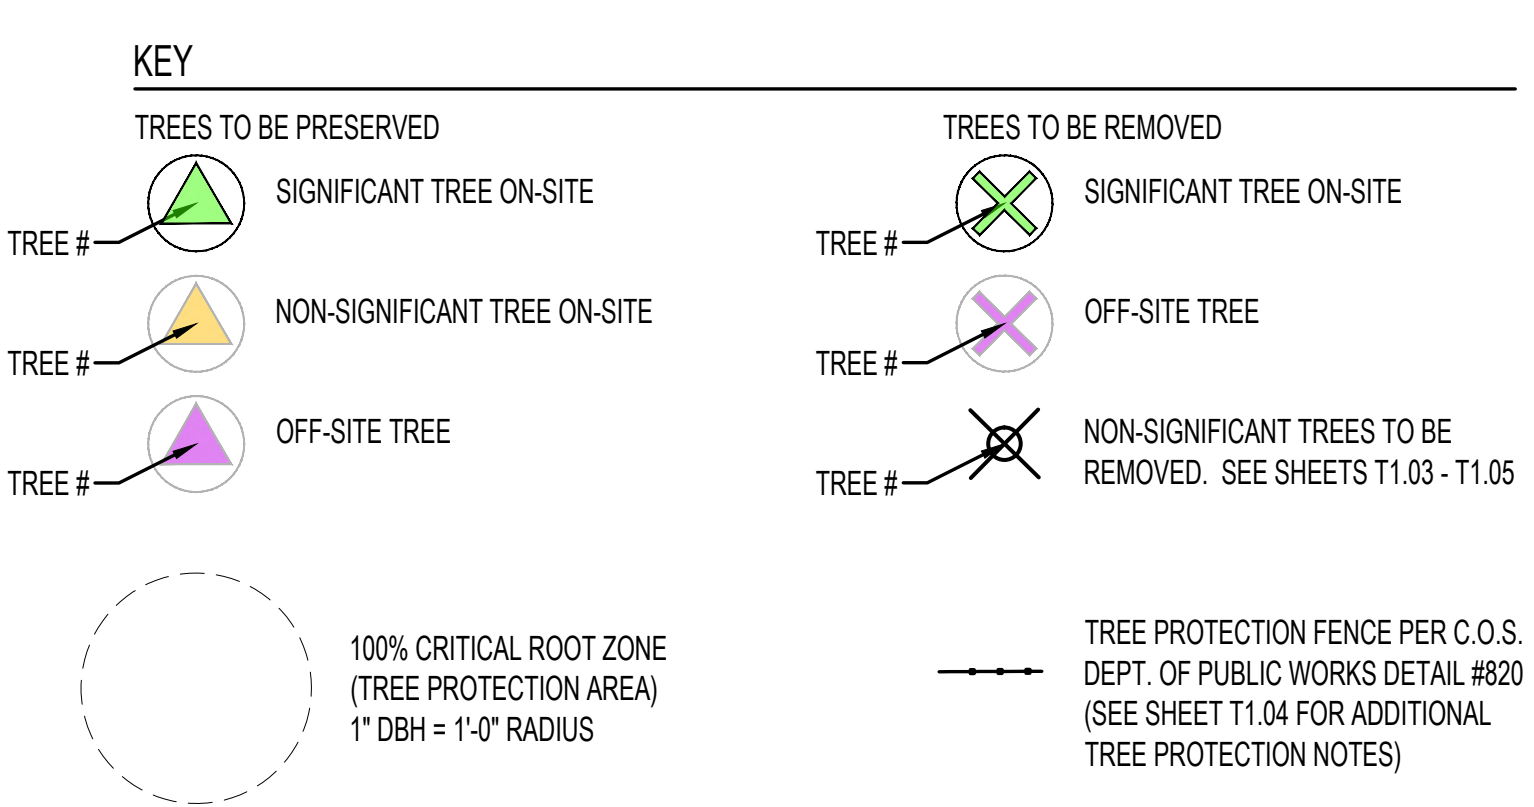 KEY
TREES TO BE PRESERVED
SIGNIFICANT TREE ON-SITE
TREE #
NON-SIGNIFICANT TREE ON-SITE
TREE #
OFF-SITE TREE
TREE #
100% CRITICAL ROOT ZONE
(TREE PROTECTION AREA)
1" DBH = 1'-0" RADIUS
TREES TO BE REMOVED
SIGNIFICANT TREE ON-SITE
TREE #
OFF-SITE TREE
TREE #
NON-SIGNIFICANT TREES TO BE
REMOVED. SEE SHEETS T1.03 - T1.05
TREE #
TREE PROTECTION FENCE PER C.O.S.
DEPT. OF PUBLIC WORKS DETAIL #820
(SEE SHEET T1.04 FOR ADDITIONAL
TREE PROTECTION NOTES)